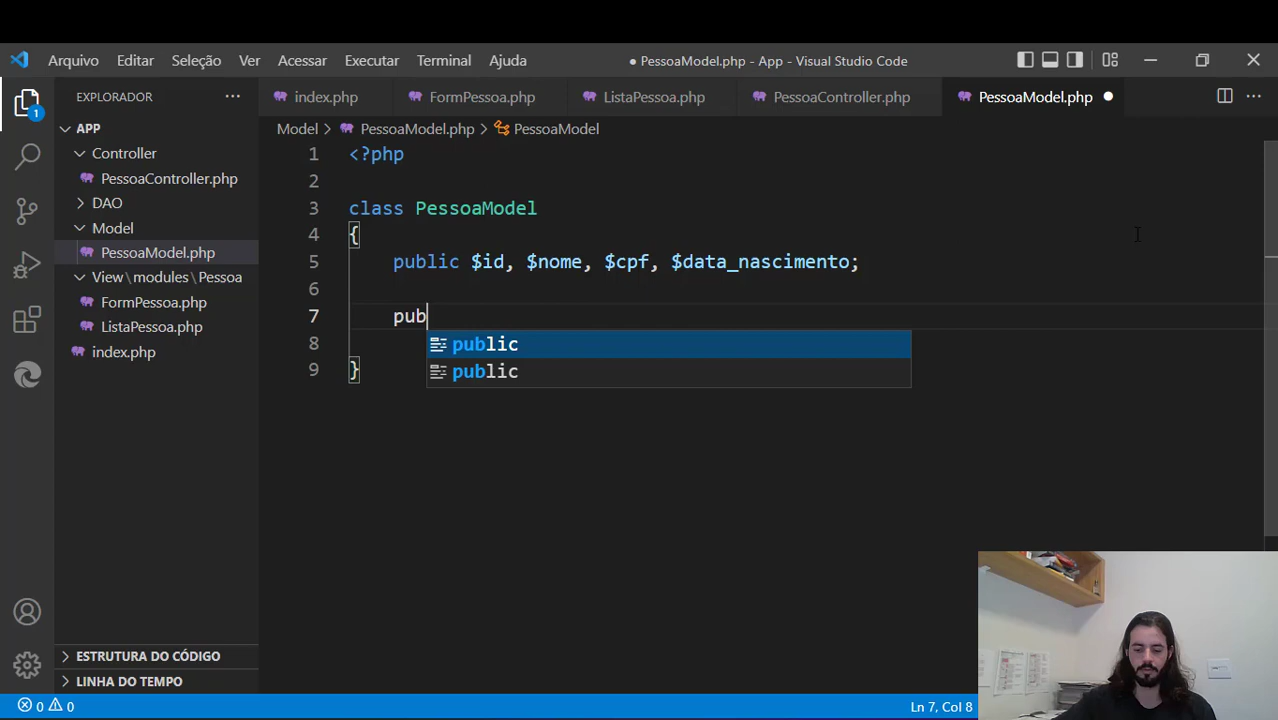 Arquivo Editar Seleção Ver Acessar Executar Terminal Ajuda
● PessoaModel.php - App - Visual Studio Code
EXPLORADOR
index.php FormPessoa.php ListaPessoa.php PessoaController.php PessoaModel.php
Model > PessoaModel.php > PessoaModel
APP
Controller
PessoaController.php
DAO
Model
PessoaModel.php
View\modules\Pessoa
FormPessoa.php
ListaPessoa.php
index.php
1
1 <?php
2
3 class PessoaModel
4 {
5 public $id, $nome, $cpf, $data_nascimento;
6
7 pub
8
9 }
public
public
ESTRUTURA DO CÓDIGO
LINHA DO TEMPO
0 0
Ln 7, Col 8